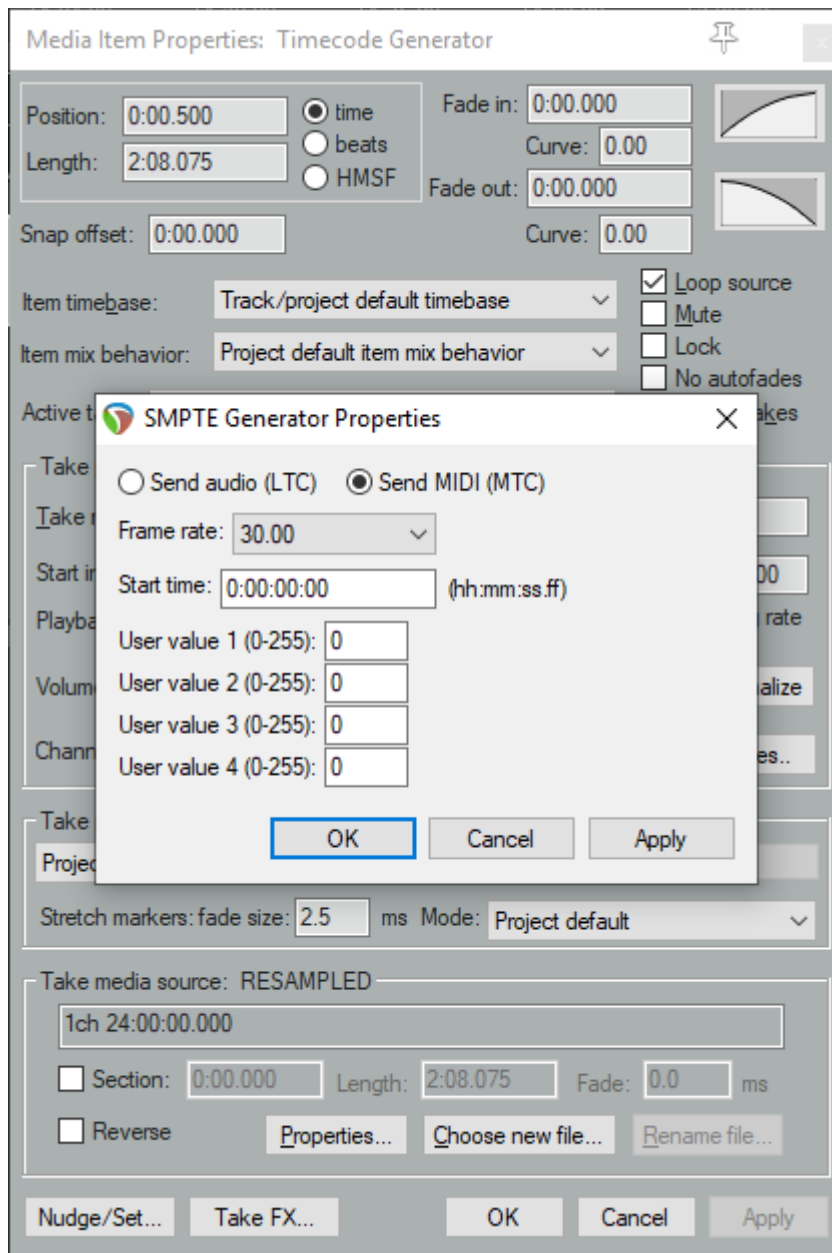 Media Item Properties: Timecode Generator
Position: 0:00.500
time
Fade in: 0:00.000
beats
Curve: 0.00
Length: 2:08.075
HMSF
Fade out: 0:00.000
Snap offset: 0:00.000
Curve: 0.00
Item timebase: Track/project default timebase
Loop source
Mute
Item mix behavior: Project default item mix behavior
Lock
No autofades
Active
SMPTE Generator Properties
Send audio (LTC)
Send MIDI (MTC)
Frame rate: 30.00
Start time: 0:00:00:00 (hh:mm:ss.ff)
User value 1 (0-255): 0
User value 2 (0-255): 0
User value 3 (0-255): 0
User value 4 (0-255): 0
OK Cancel Apply
Take
Take
Start
rate
Take
Stretch markers: fade size: 2.5 ms Mode: Project default
Take media source: RESAMPLED
1ch 24:00:00.000
Section: 0:00.000 Length: 2:08.075 Fade: 0.0 ms
Reverse Properties... Choose new file... Rename file...
Nudge/Set... Take FX... OK Cancel Apply